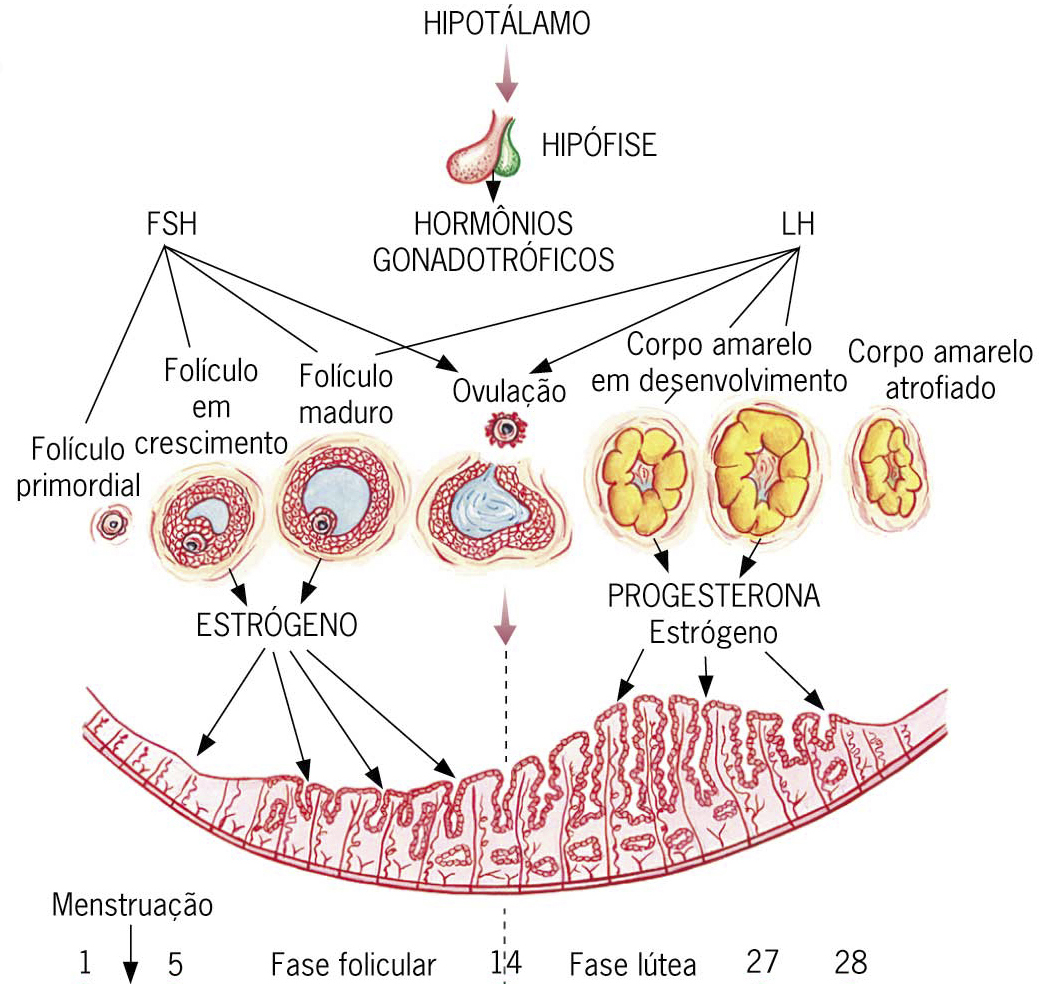 HIPOTÁLAMO
HIPÓFISE
FSH
HORMÔNIOS
GONADOTRÓFICOS
LH
Folículo
primordial
Folículo
em
crescimento
Folículo
maduro
Ovulação
Corpo amarelo
em desenvolvimento
Corpo amarelo
atrofiado
ESTRÓGENO
PROGESTERONA
Estrógeno
Menstruação
1 5 Fase folicular 14 Fase lútea 27 28